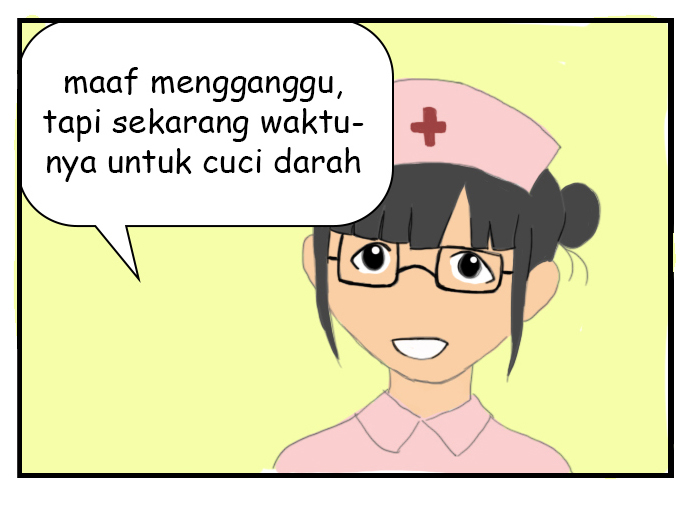 maaf mengganggu,
tapi sekarang waktu-
nya untuk cuci darah